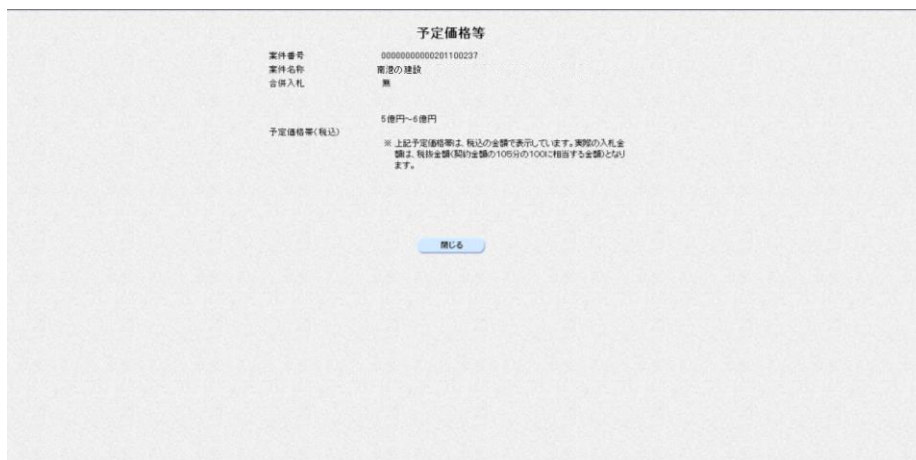 予定価格等
案件番号 00000000000201100237
案件名称 南港の建設
合併入札 無
5億円～6億円
予定価格帯(税込)
※ 上記予定価格帯は、税込の金額で表示しています。実際の入札金
額は、税抜金額(契約金額の105分の100に相当する金額)となり
ます。
閉じる